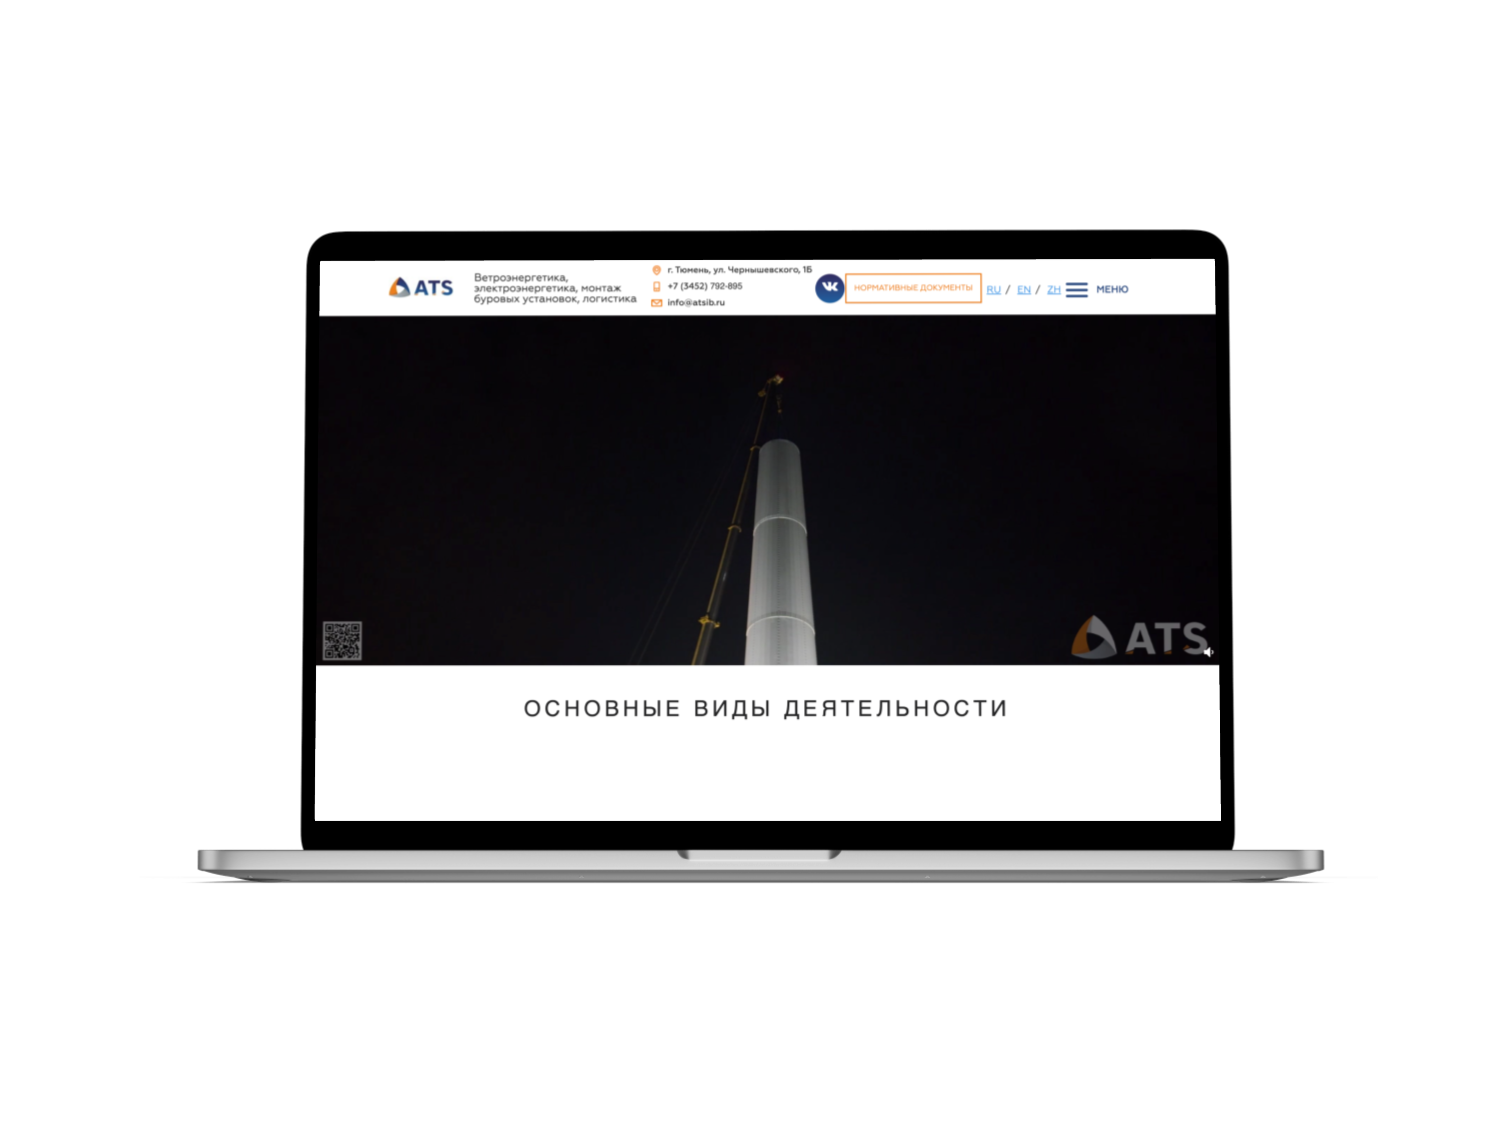 ATS
Ветроэнергетика,
электроэнергетика, монтаж
буровых установок, логистика
г. Тюмень, ул. Чернышевского, 1Б
+7 (3452) 792-895
info@atsib.ru
НОРМАТИВНЫЕ ДОКУМЕНТЫ
RU / EN / ZH
МЕНЮ
ATS
ОСНОВНЫЕ ВИДЫ ДЕЯТЕЛЬНОСТИ